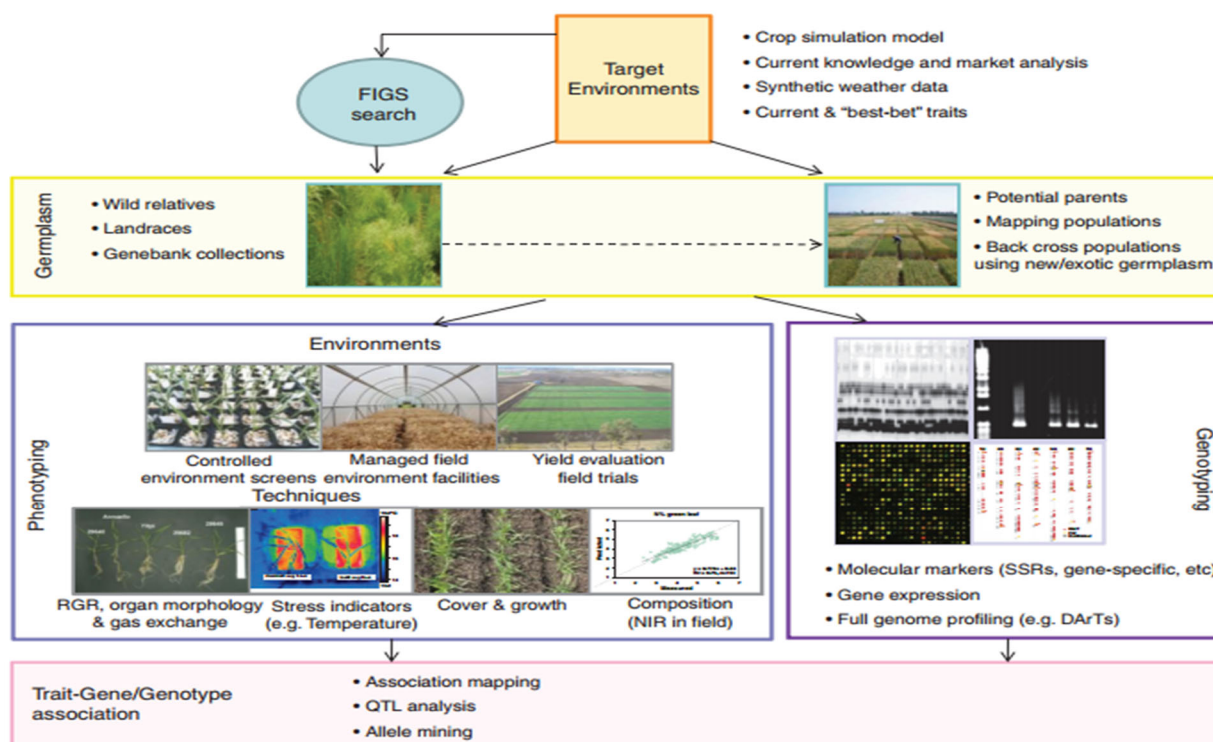 FIGS
search
Target
Environments
• Crop simulation model
• Current knowledge and market analysis
• Synthetic weather data
• Current & "best-bet" traits
Germplasm
• Wild relatives
• Landraces
• Genebank collections
• Potential parents
• Mapping populations
• Back cross populations
using new/exotic germplasm
Phenotyping
Environments
Controlled
environment screens
Managed field
environment facilities
Yield evaluation
field trials
Techniques
RGR, organ morphology
& gas exchange
Stress indicators
(e.g. Temperature)
Cover & growth
Composition
(NIR in field)
Genotyping
• Molecular markers (SSRs, gene-specific, etc)
• Gene expression
• Full genome profiling (e.g. DArTs)
Trait-Gene/Genotype
association
• Association mapping
• QTL analysis
• Allele mining